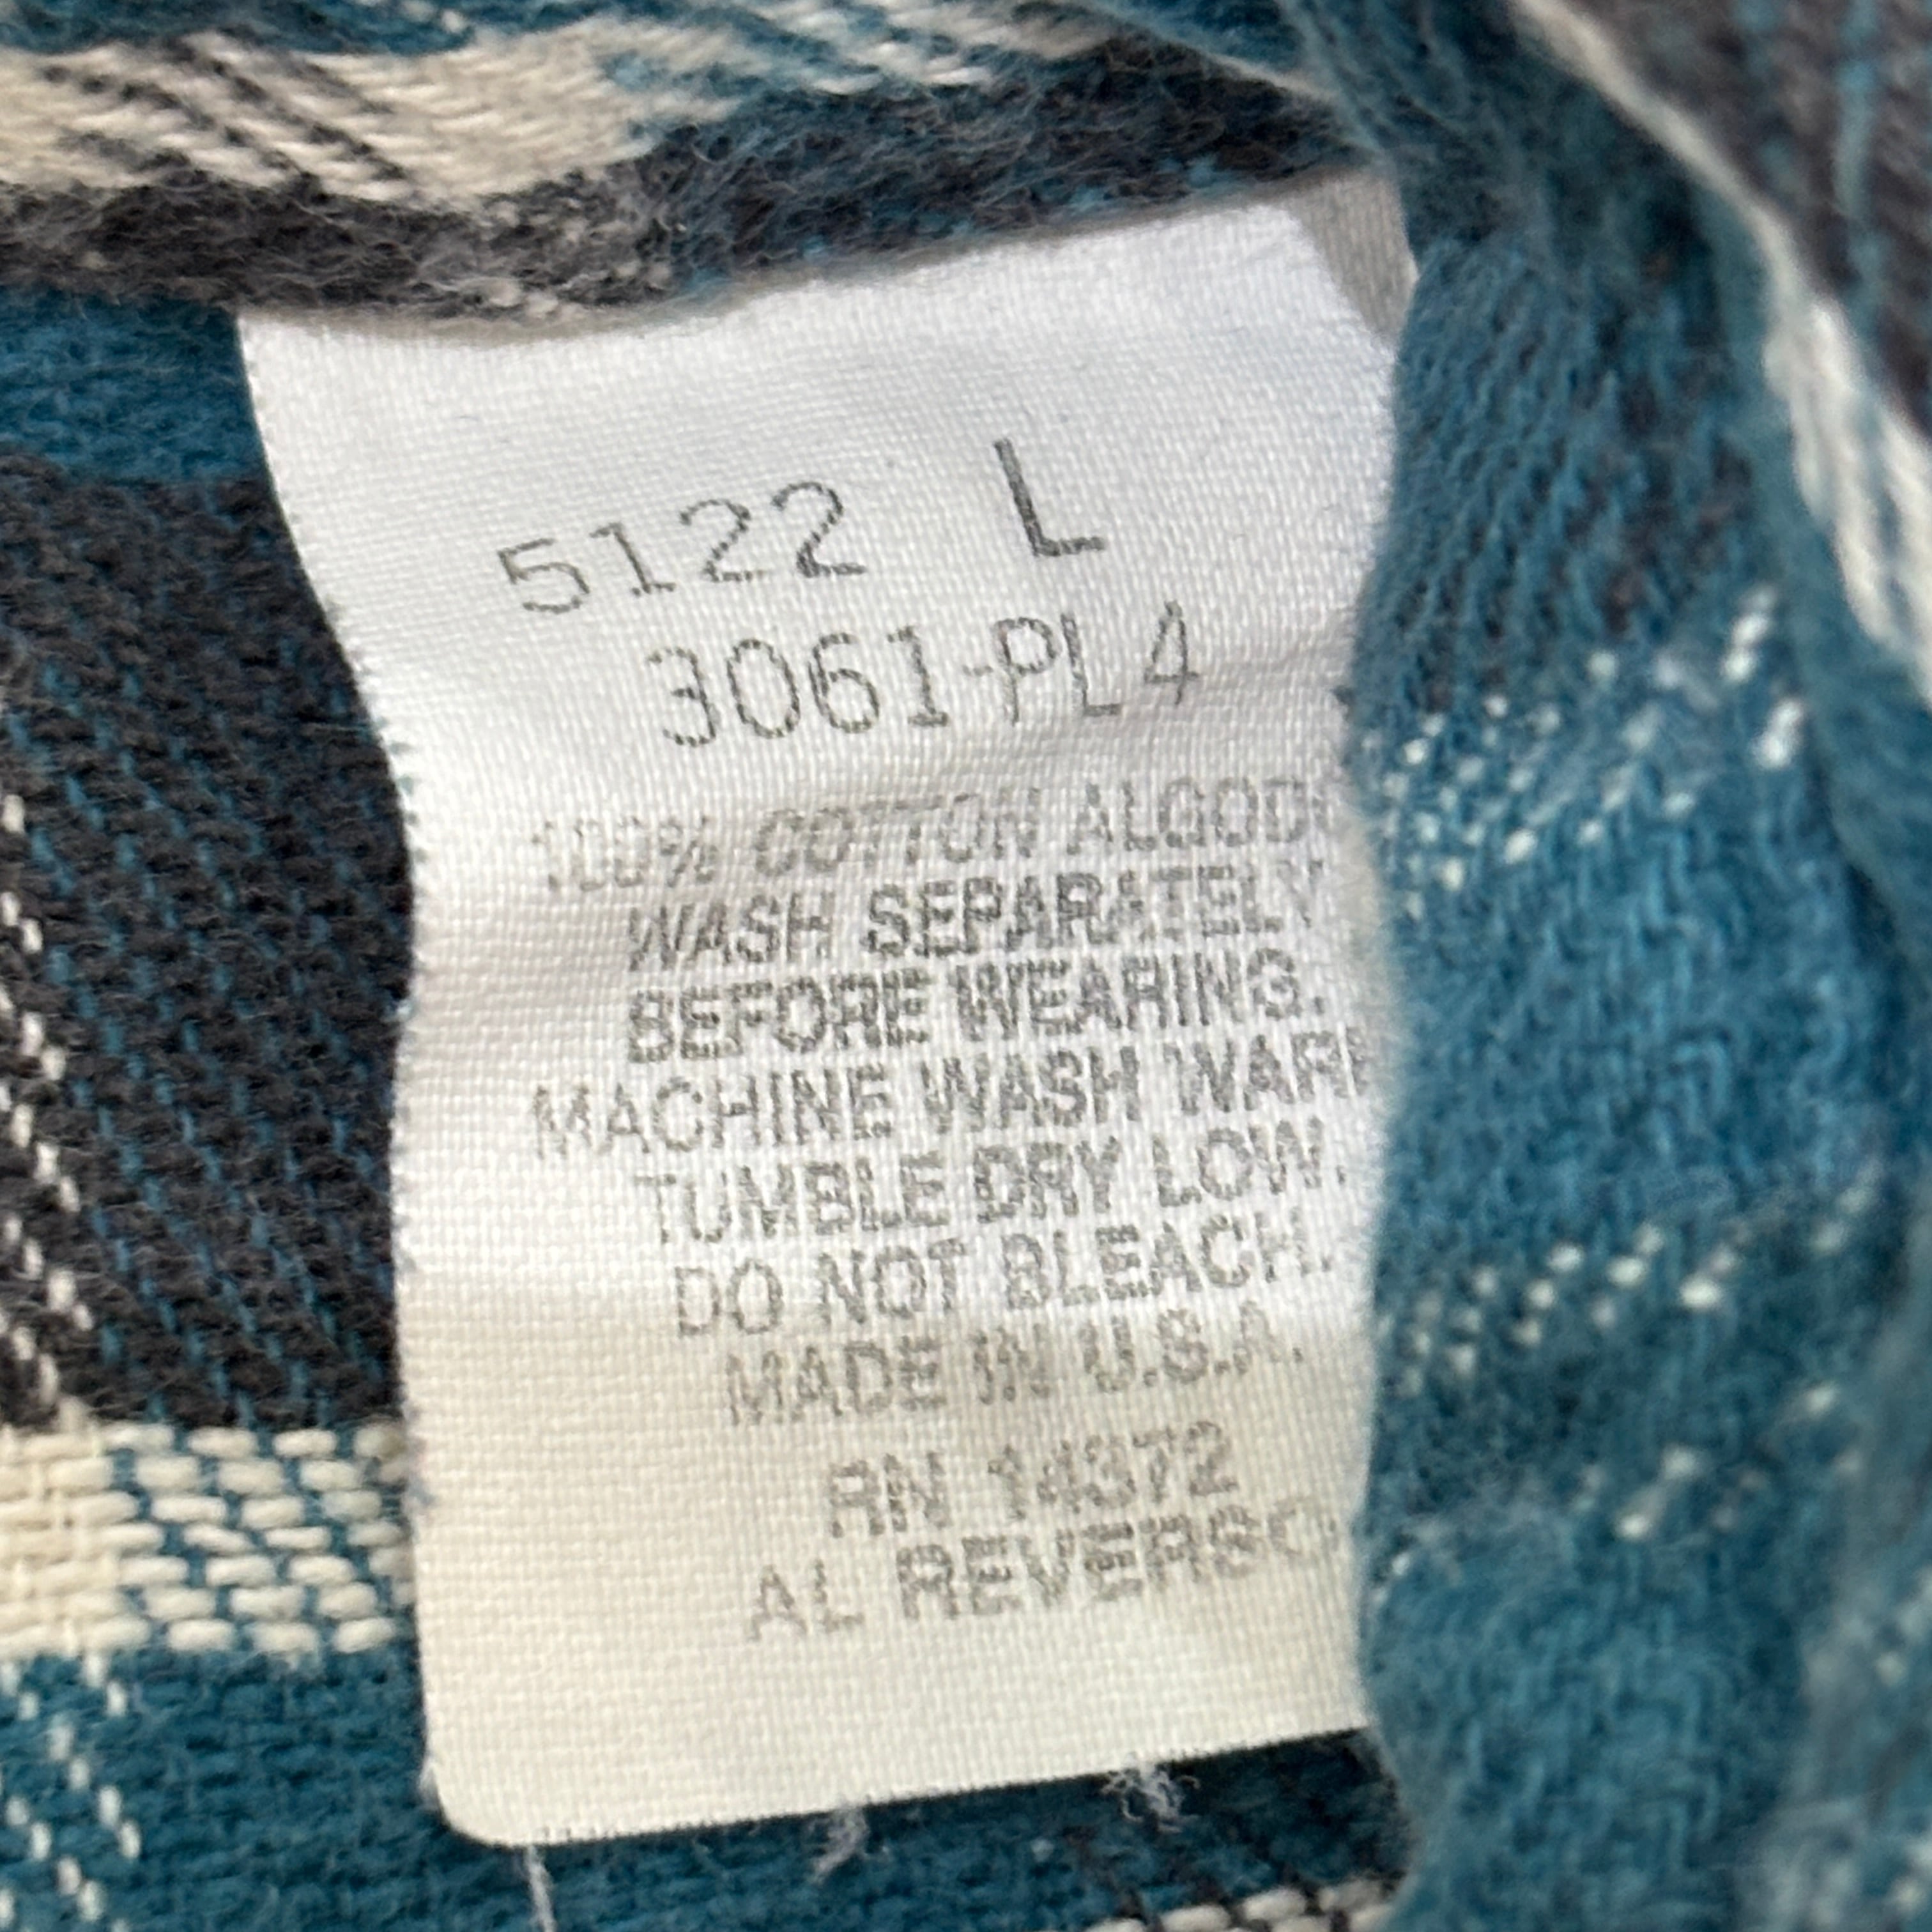 5122 L
3061-PL4
100% COTTON ALGOD
WASH SEPARATELY
BEFORE WEARING.
MACHINE WASH WARM
TUMBLE DRY LOW.
DO NOT BLEACH.
MADE IN U.S.A.
RN 14372
AL REVERSO